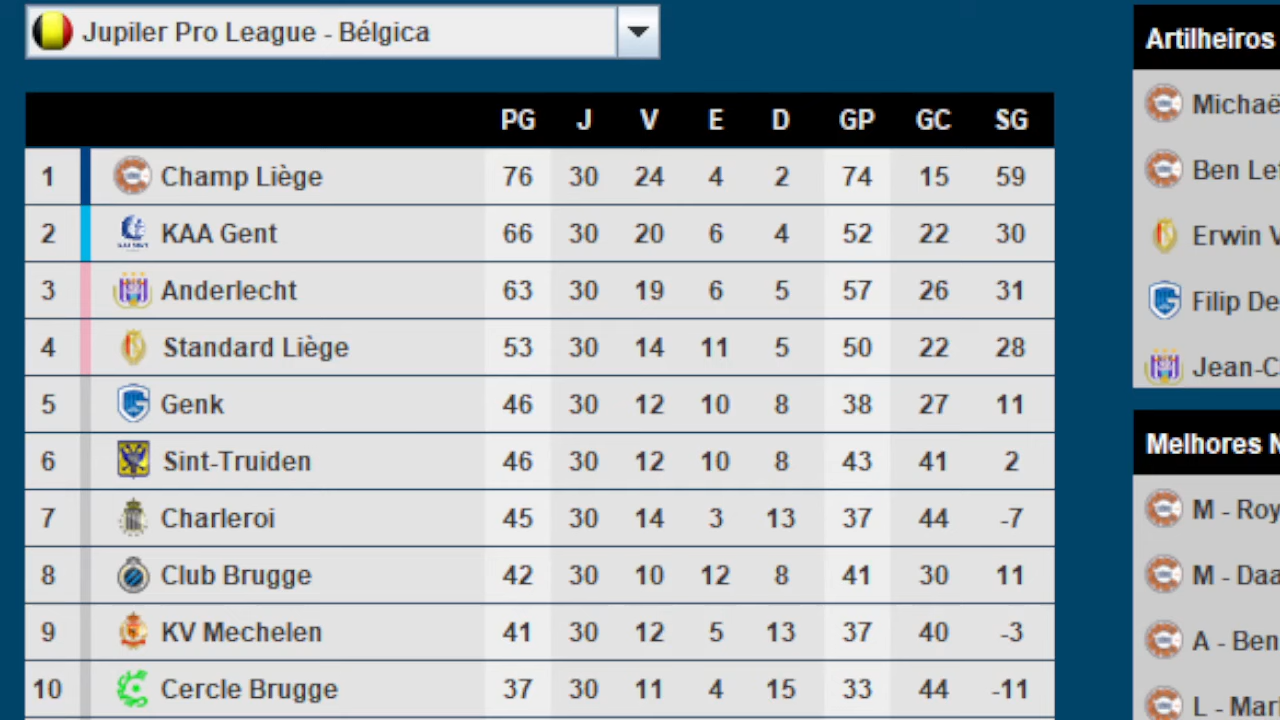 Jupiler Pro League - Bélgica
PG J V E D GP GC SG
1 Champ Liège 76 30 24 4 2 74 15 59
2 KAA Gent 66 30 20 6 4 52 22 30
3 Anderlecht 63 30 19 6 5 57 26 31
4 Standard Liège 53 30 14 11 5 50 22 28
5 Genk 46 30 12 10 8 38 27 11
6 Sint-Truiden 46 30 12 10 8 43 41 2
7 Charleroi 45 30 14 3 13 37 44 -7
8 Club Brugge 42 30 10 12 8 41 30 11
9 KV Mechelen 41 30 12 5 13 37 40 -3
10 Cercle Brugge 37 30 11 4 15 33 44 -11
Artilheiros
Michaë
Ben Le
Erwin V
Filip De
Jean-C
Melhores N
M - Roy
M - Daa
A - Ben
L - Mar